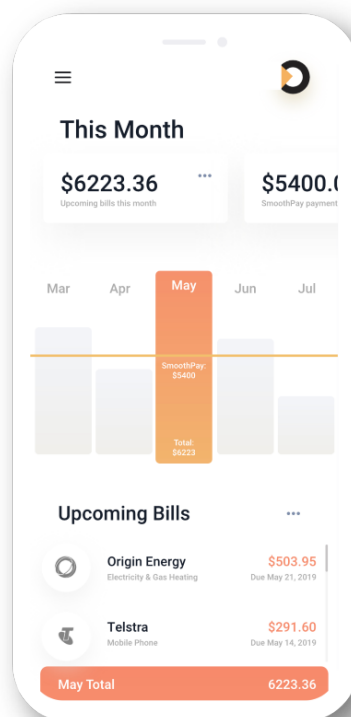 This Month
$6223.36 •••
Upcoming bills this month
$5400.0
SmoothPay payment
Mar Apr May Jun Jul
SmoothPay:
$5400
Total:
$6223
Upcoming Bills •••
Origin Energy $503.95
Electricity & Gas Heating Due May 21, 2019
Telstra $291.60
Mobile Phone Due May 14, 2019
May Total 6223.36